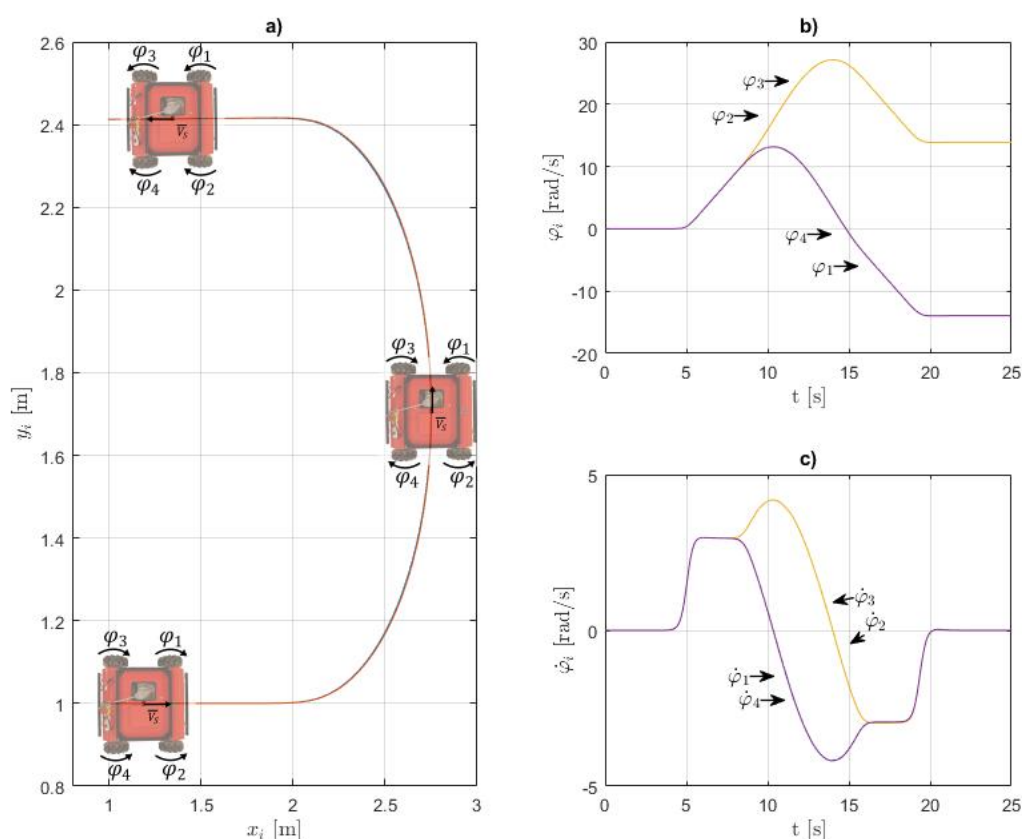 a)
2.6
2.4
2.2
2
1.8
1.6
1.4
1.2
1
0.8
y_i [m]
1
1.5
2
2.5
3
x_i [m]
φ3 φ1
V_S
φ4 φ2
φ3 φ1
V_S
φ4 φ2
φ3 φ1
V_S
φ4 φ2
b)
30
20
10
0
-10
-20
φ_i [rad/s]
φ3
φ2
φ4
φ1
0 5 10 15 20 25
t [s]
c)
5
0
-5
φ̇_i [rad/s]
φ̇3
φ̇2
φ̇1
φ̇4
0 5 10 15 20 25
t [s]